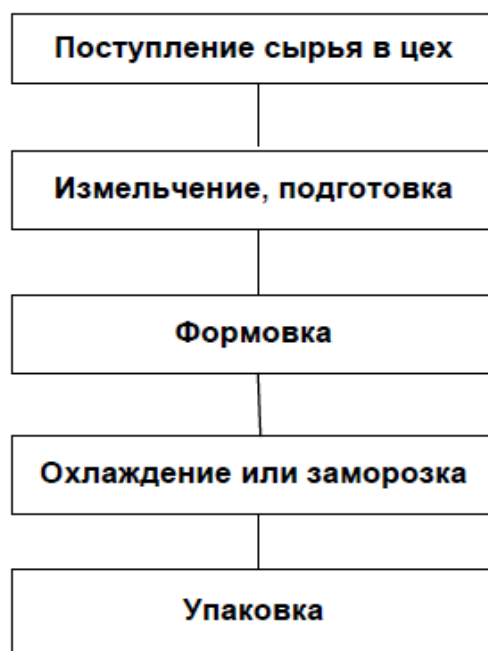 Поступление сырья в цех
Измельчение, подготовка
Формовка
Охлаждение или заморозка
Упаковка